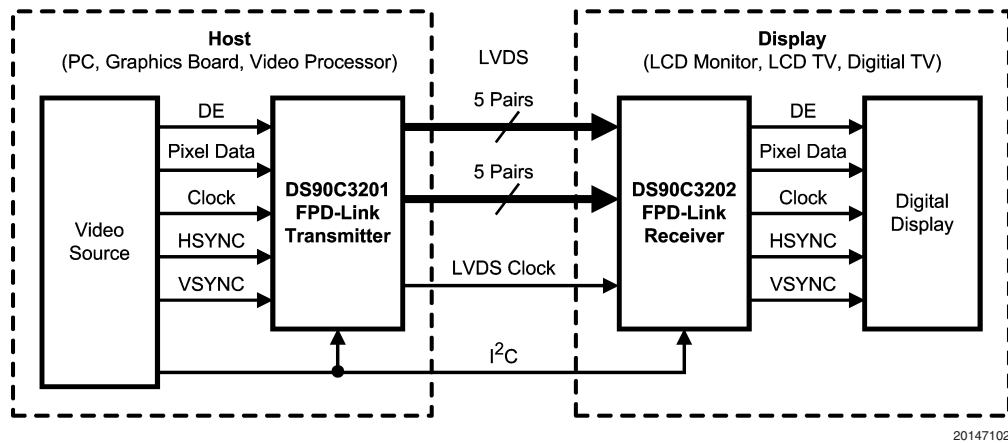 Host
(PC, Graphics Board, Video Processor)
LVDS
Display
(LCD Monitor, LCD TV, Digitial TV)
Video
Source
DE
Pixel Data
Clock
HSYNC
VSYNC
DS90C3201
FPD-Link
Transmitter
5 Pairs
5 Pairs
LVDS Clock
I²C
DS90C3202
FPD-Link
Receiver
DE
Pixel Data
Clock
HSYNC
VSYNC
Digital
Display
20147102